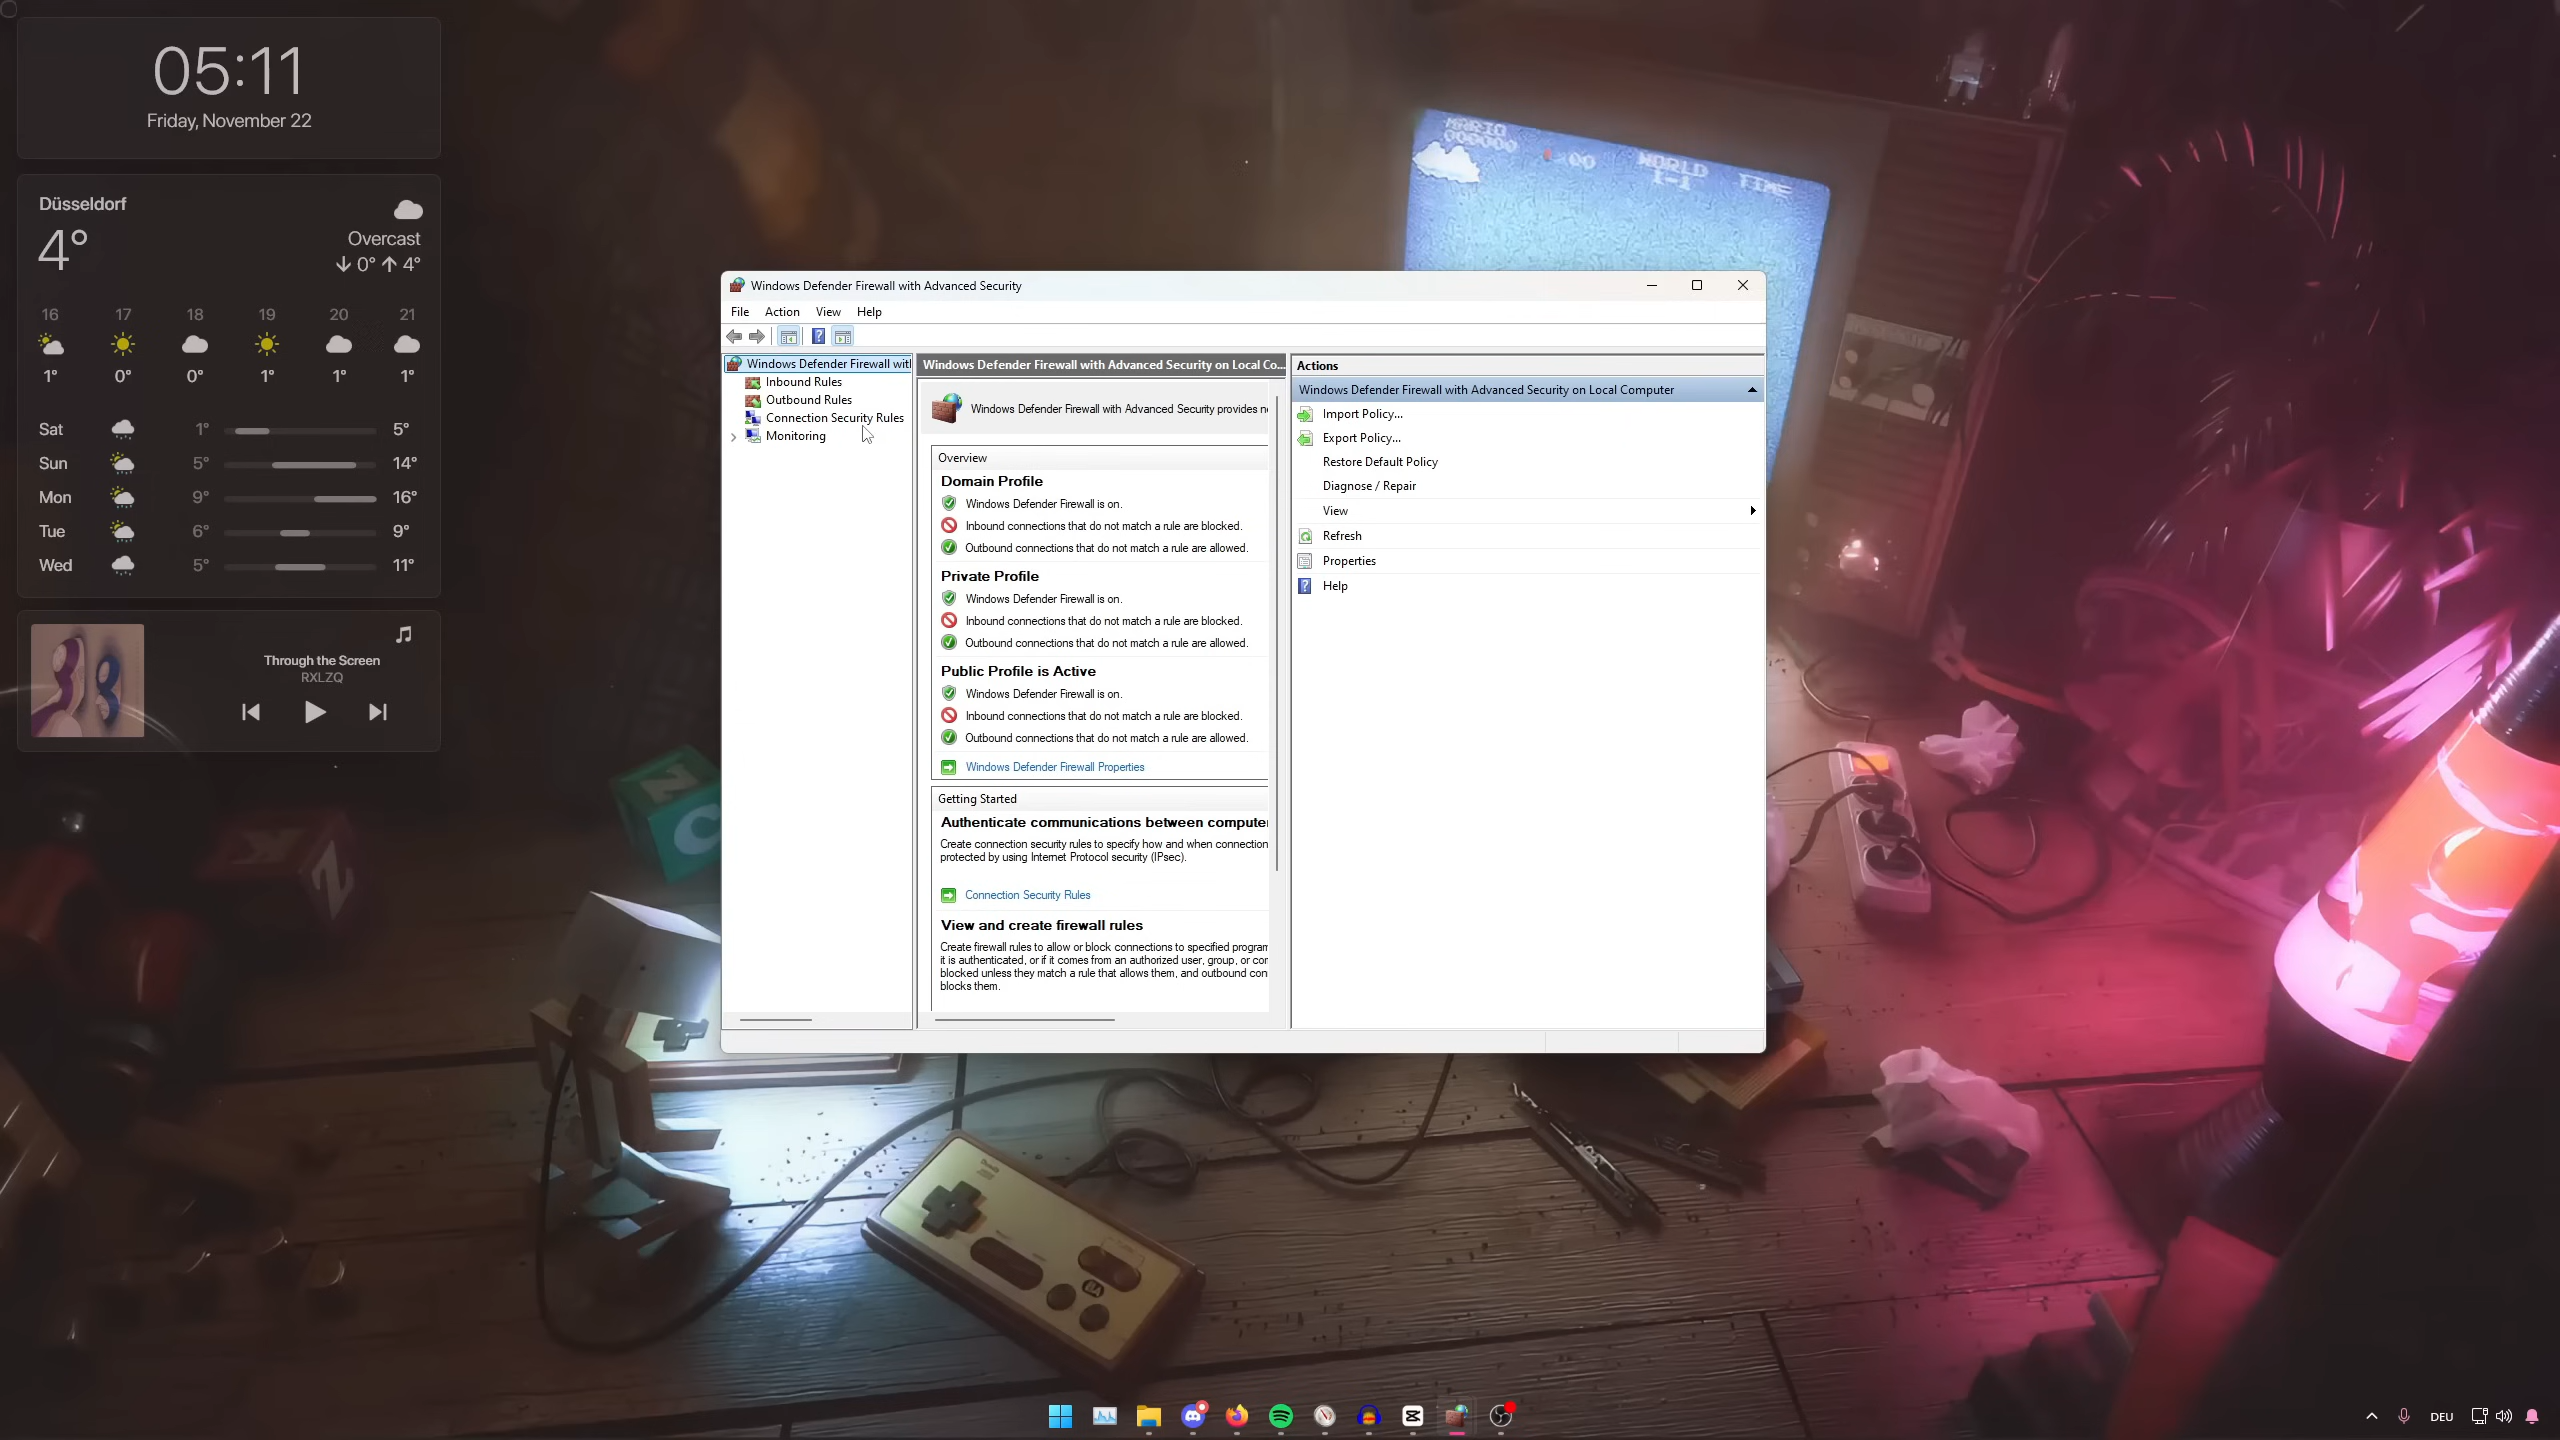 05:11
Friday, November 22
Düsseldorf
4°
Overcast
↓ 0° ↑ 4°
16 17 18 19 20 21
1° 0° 0° 1° 1° 1°
Sat 1° 5°
Sun 5° 14°
Mon 9° 16°
Tue 6° 9°
Wed 5° 11°
Through the Screen
RXLZQ
MARIO
000000
×00
WORLD
1-1
TIME
Windows Defender Firewall with Advanced Security
File Action View Help
Windows Defender Firewall wit
Inbound Rules
Outbound Rules
Connection Security Rules
Monitoring
Windows Defender Firewall with Advanced Security on Local Co...
Windows Defender Firewall with Advanced Security provides n
Overview
Domain Profile
Windows Defender Firewall is on.
Inbound connections that do not match a rule are blocked.
Outbound connections that do not match a rule are allowed.
Private Profile
Windows Defender Firewall is on.
Inbound connections that do not match a rule are blocked.
Outbound connections that do not match a rule are allowed.
Public Profile is Active
Windows Defender Firewall is on.
Inbound connections that do not match a rule are blocked.
Outbound connections that do not match a rule are allowed.
Windows Defender Firewall Properties
Getting Started
Authenticate communications between compute
Create connection security rules to specify how and when connection
protected by using Internet Protocol security (IPsec).
Connection Security Rules
View and create firewall rules
Create firewall rules to allow or block connections to specified program
it is authenticated, or if it comes from an authorized user, group, or co
blocked unless they match a rule that allows them, and outbound con
blocks them.
Actions
Windows Defender Firewall with Advanced Security on Local Computer
Import Policy...
Export Policy...
Restore Default Policy
Diagnose / Repair
View
Refresh
Properties
Help
DEU